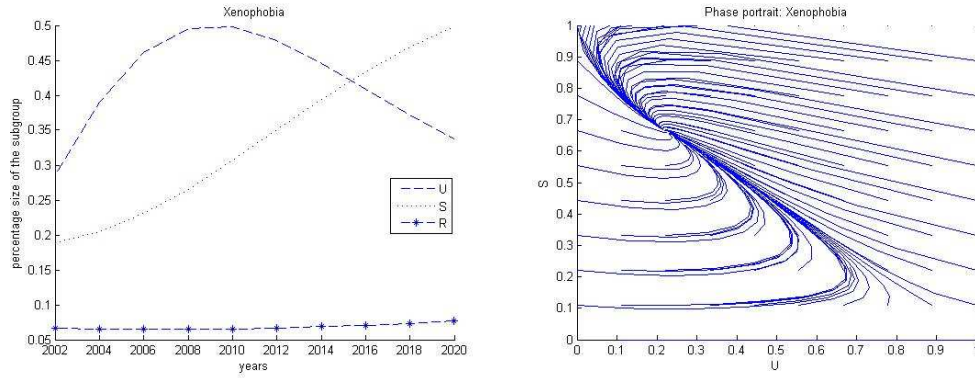 Xenophobia
percentage size of the subgroup
0.5
0.45
0.4
0.35
0.3
0.25
0.2
0.15
0.1
0.05
U
S
R
2002 2004 2006 2008 2010 2012 2014 2016 2018 2020
years
Phase portrait: Xenophobia
S
1
0.9
0.8
0.7
0.6
0.5
0.4
0.3
0.2
0.1
0
0 0.1 0.2 0.3 0.4 0.5 0.6 0.7 0.8 0.9
U